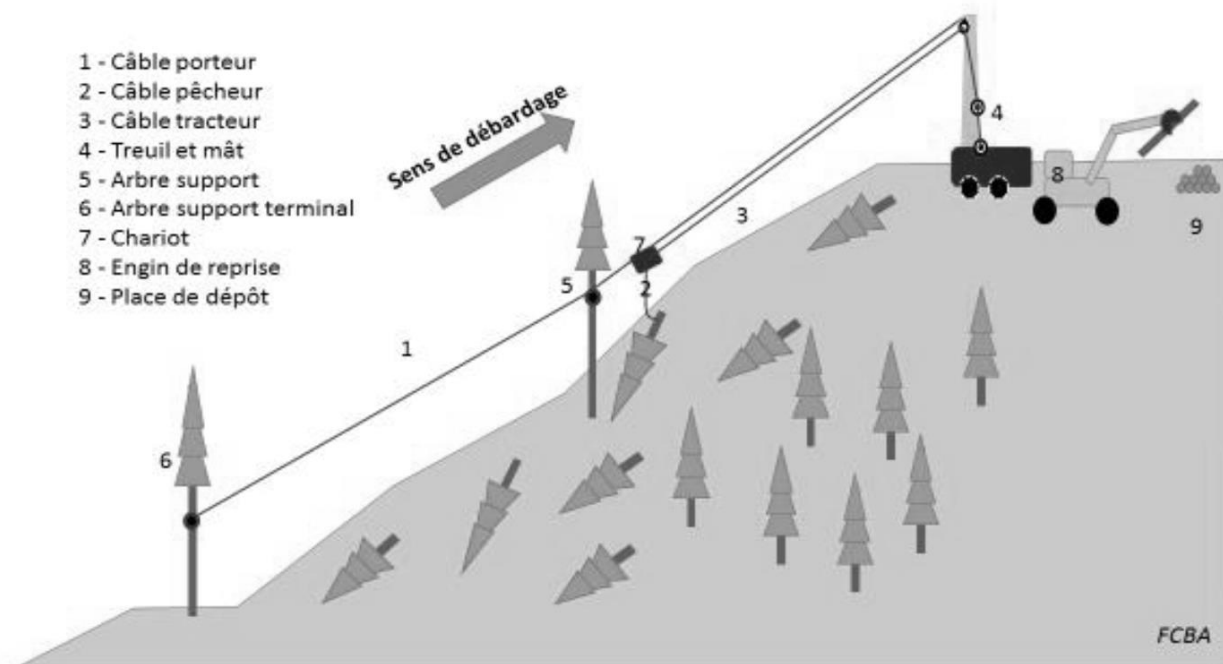 1 - Câble porteur
2 - Câble pêcheur
3 - Câble tracteur
4 - Treuil et mât
5 - Arbre support
6 - Arbre support terminal
7 - Chariot
8 - Engin de reprise
9 - Place de dépôt
Sens de débardage
4
8
3
9
7
5
2
1
6
FCBA